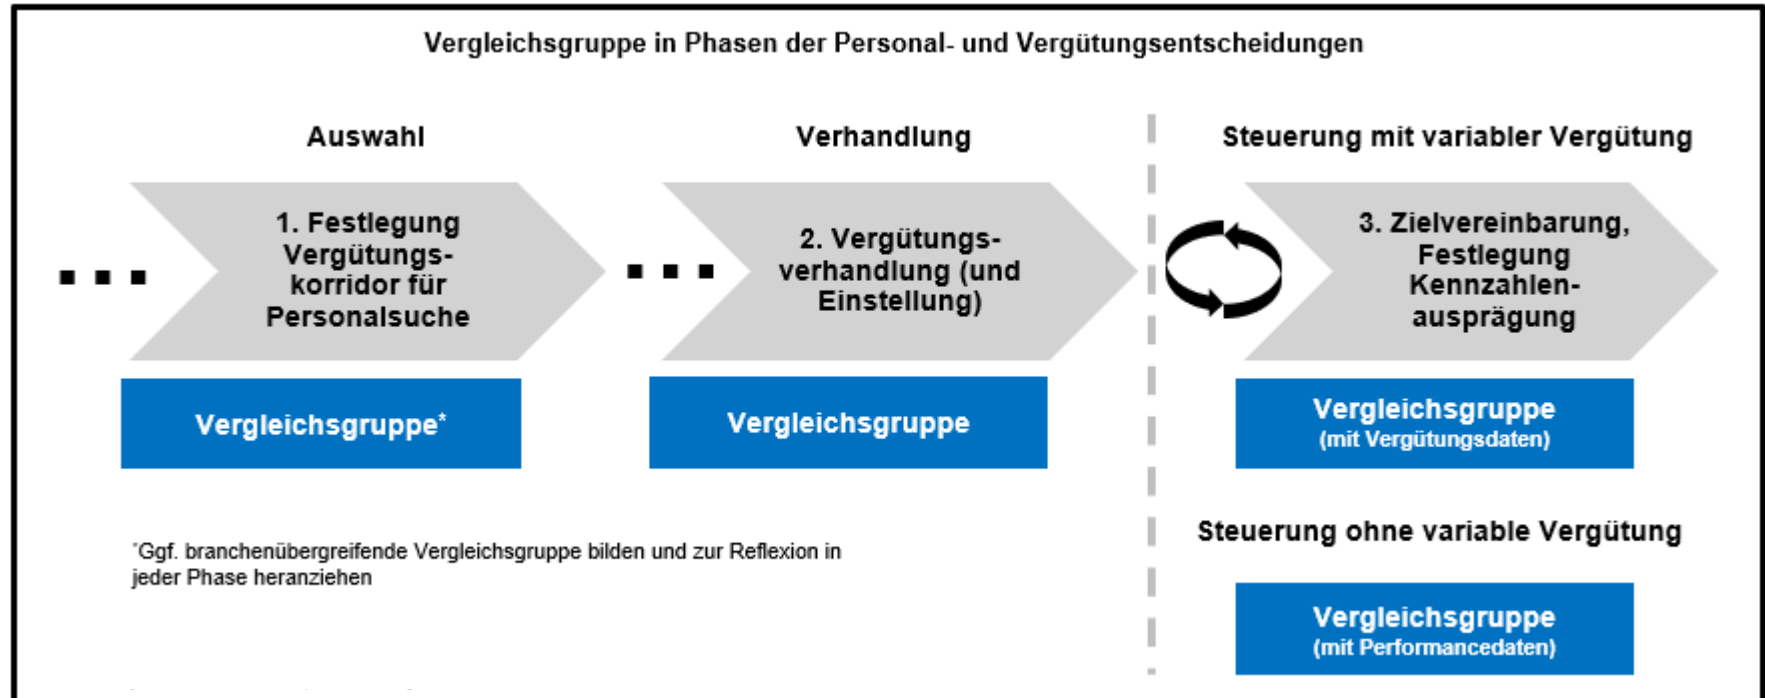 Vergleichsgruppe in Phasen der Personal- und Vergütungsentscheidungen
Auswahl
1. Festlegung
Vergütungs-
korridor für
Personalsuche
Vergleichsgruppe*
Verhandlung
2. Vergütungs-
verhandlung (und
Einstellung)
Vergleichsgruppe
Steuerung mit variabler Vergütung
3. Zielvereinbarung,
Festlegung
Kennzahlen-
ausprägung
Vergleichsgruppe
(mit Vergütungsdaten)
Steuerung ohne variable Vergütung
Vergleichsgruppe
(mit Performancedaten)
*Ggf. branchenübergreifende Vergleichsgruppe bilden und zur Reflexion in
jeder Phase heranziehen